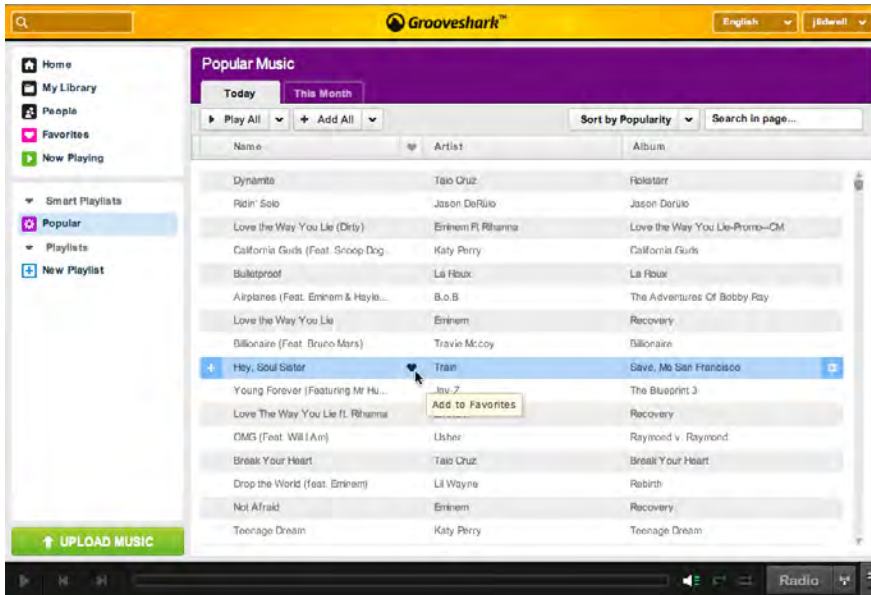 Grooveshark™
English
jtidwell
Home
My Library
People
Favorites
Now Playing
Smart Playlists
Popular
Playlists
New Playlist
UPLOAD MUSIC
Popular Music
Today This Month
Play All Add All Sort by Popularity Search in page...
Name Artist Album
Dynamite Taio Cruz Rokstarr
Ridin' Solo Jason DeRülo Jason Derülo
Love the Way You Lie (Dirty) Eminem Ft Rihanna Love the Way You Lie-Promo-CM
California Gurls (Feat. Snoop Dog... Katy Perry California Gurls
Bulletproof La Roux La Roux
Airplanes (Feat. Eminem & Hayle... B.o.B The Adventures Of Bobby Ray
Love the Way You Lie Eminem Recovery
Billionaire (Feat. Bruno Mars) Travie Mccoy Billionaire
Hey, Soul Sister Train Save, Me San Francisco
Young Forever (Featuring Mr Hu... Jay-Z The Blueprint 3
Add to Favorites
Love The Way You Lie ft. Rihanna Recovery
OMG (Feat. Will.I.Am) Usher Raymond v. Raymond
Break Your Heart Taio Cruz Break Your Heart
Drop the World (feat. Eminem) Lil Wayne Rebirth
Not Afraid Eminem Recovery
Teenage Dream Katy Perry Teenage Dream
Radio